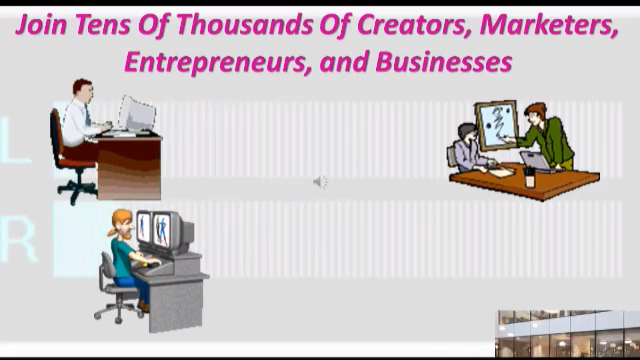 Join Tens Of Thousands Of Creators, Marketers,
Entrepreneurs, and Businesses
L
R